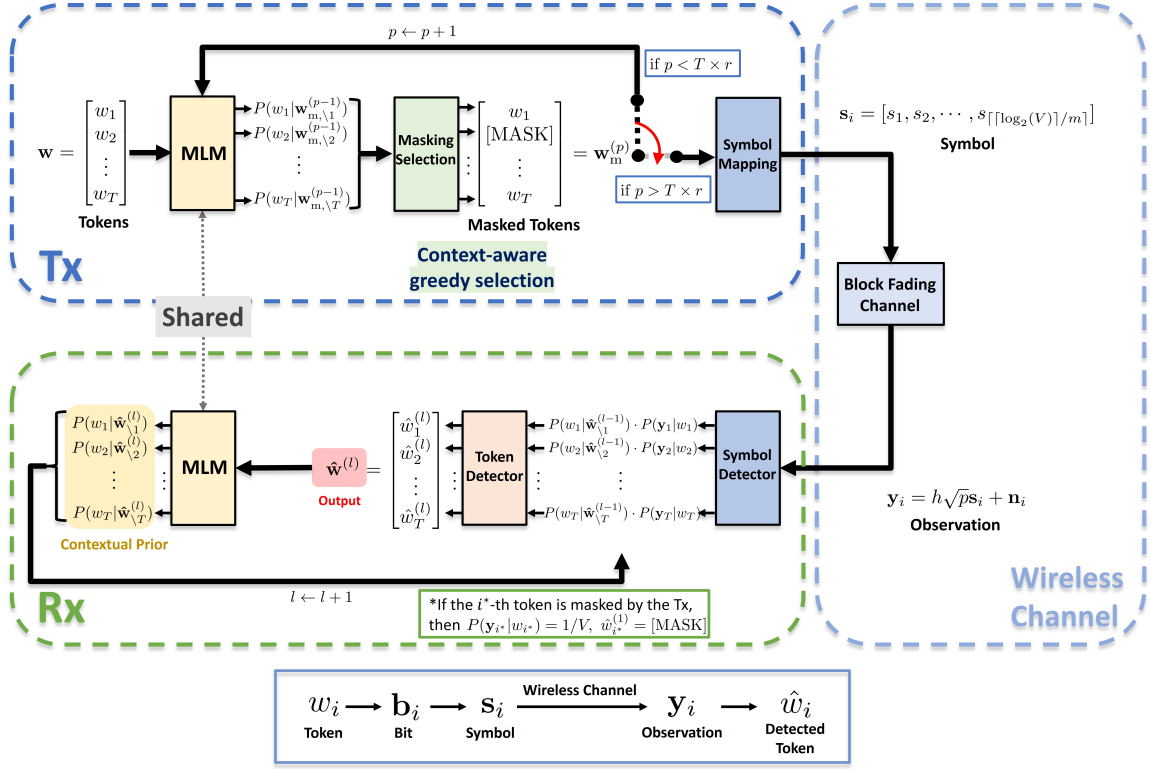 p ← p + 1
if p < T × r
w = [w_1 w_2 ⋮ w_T]
Tokens
MLM
P(w_1|w_{m,\1}^{(p-1)})
P(w_2|w_{m,\2}^{(p-1)})
⋮
P(w_T|w_{m,\T}^{(p-1)})
Masking
Selection
[w_1 [MASK] ⋮ w_T] = w_m^{(p)}
Masked Tokens
if p > T × r
Symbol
Mapping
Context-aware
greedy selection
Tx
s_i = [s_1, s_2, ⋯ , s_{⌈⌈log_2(V)⌉/m⌉}]
Symbol
Block Fading
Channel
y_i = h√p s_i + n_i
Observation
Wireless
Channel
Shared
P(w_1|ŵ_{\1}^{(l)})
P(w_2|ŵ_{\2}^{(l)})
⋮
P(w_T|ŵ_{\T}^{(l)})
Contextual Prior
MLM
ŵ^{(l)} = [ŵ_1^{(l)} ŵ_2^{(l)} ⋮ ŵ_T^{(l)}]
Output
Token
Detector
P(w_1|ŵ_{\1}^{(l-1)}) · P(y_1|w_1)
P(w_2|ŵ_{\2}^{(l-1)}) · P(y_2|w_2)
⋮
P(w_T|ŵ_{\T}^{(l-1)}) · P(y_T|w_T)
Symbol
Detector
l ← l + 1
Rx
*If the i*-th token is masked by the Tx,
then P(y_{i*}|w_{i*}) = 1/V, ŵ_{i*}^{(1)} = [MASK]
Wireless Channel
w_i → b_i → s_i → y_i → ŵ_i
Token Bit Symbol Observation Detected
Token